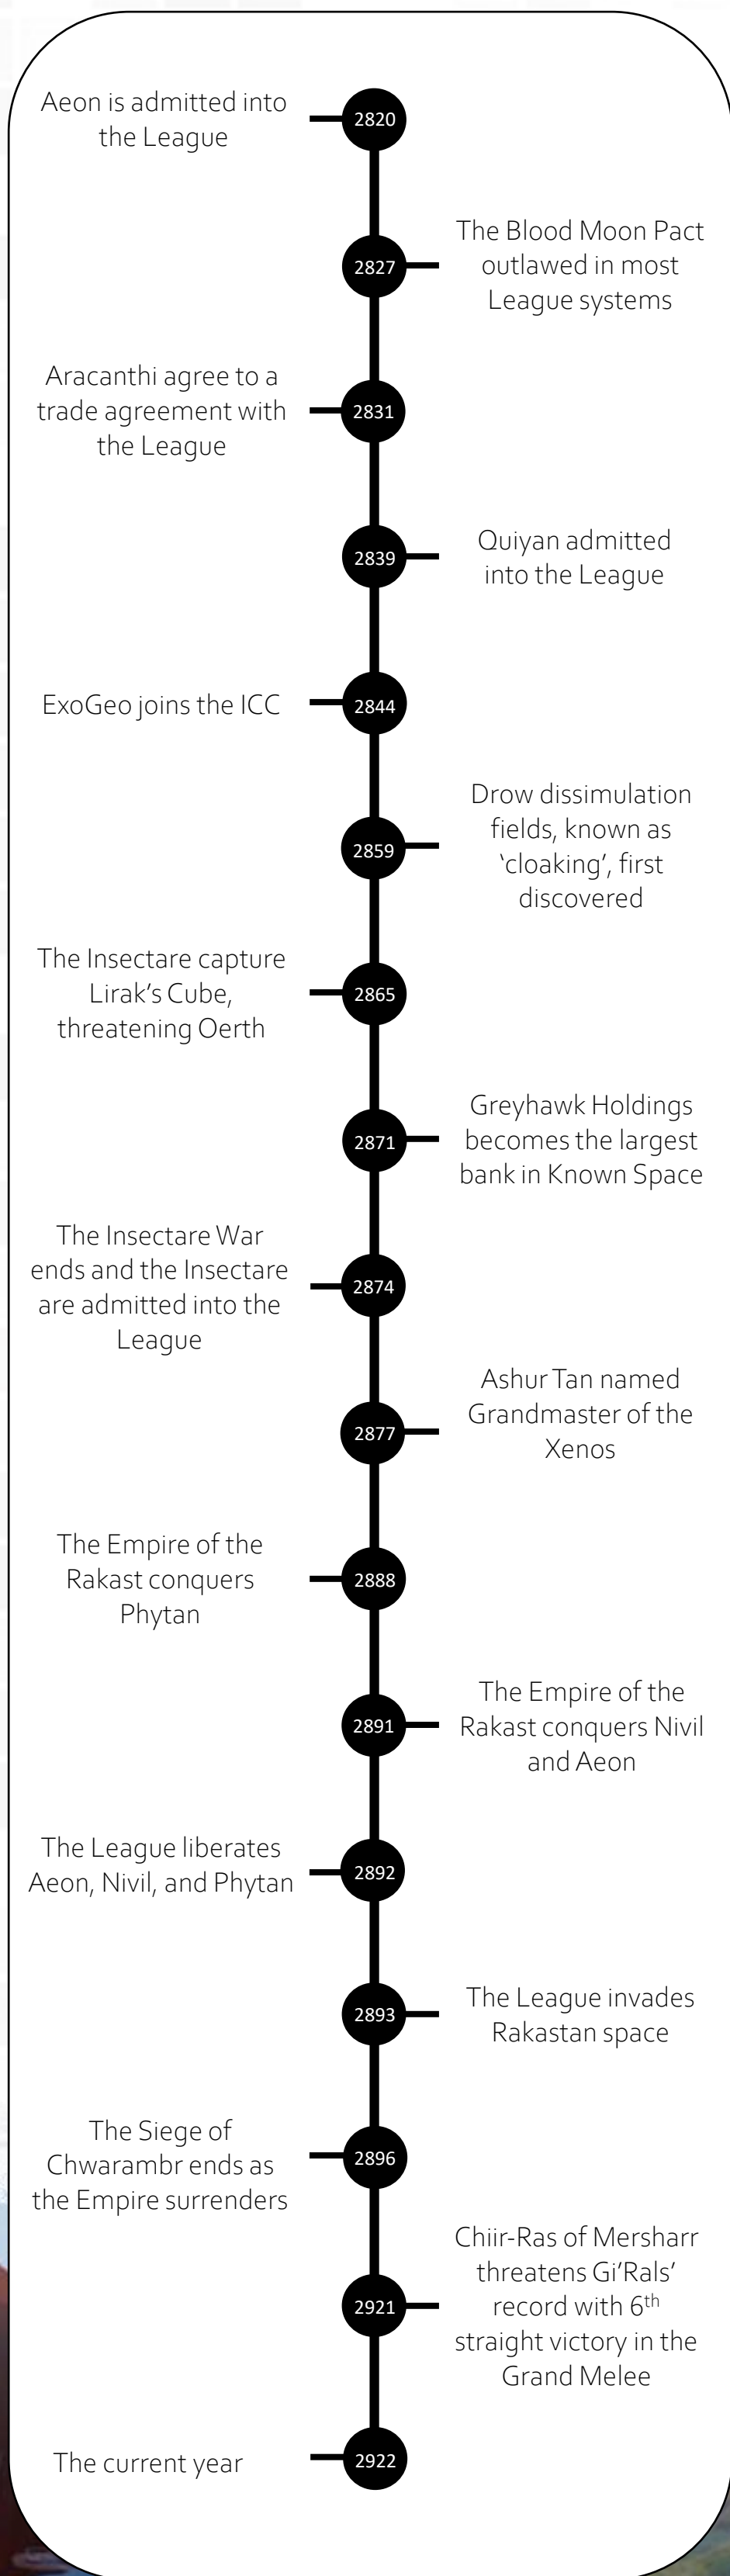 Aeon is admitted into
the League
2820
The Blood Moon Pact
outlawed in most
League systems
2827
Aracanthi agree to a
trade agreement with
the League
2831
Quiyan admitted
into the League
2839
ExoGeo joins the ICC
2844
Drow dissimulation
fields, known as
‘cloaking’, first
discovered
2859
The Insectare capture
Lirak’s Cube,
threatening Oerth
2865
Greyhawk Holdings
becomes the largest
bank in Known Space
2871
The Insectare War
ends and the Insectare
are admitted into the
League
2874
Ashur Tan named
Grandmaster of the
Xenos
2877
The Empire of the
Rakast conquers
Phytan
2888
The Empire of the
Rakast conquers Nivil
and Aeon
2891
The League liberates
Aeon, Nivil, and Phytan
2892
The League invades
Rakastan space
2893
The Siege of
Chwarambr ends as
the Empire surrenders
2896
Chiir-Ras of Mersharr
threatens Gi’Rals’
record with 6th
straight victory in the
Grand Melee
2921
The current year
2922